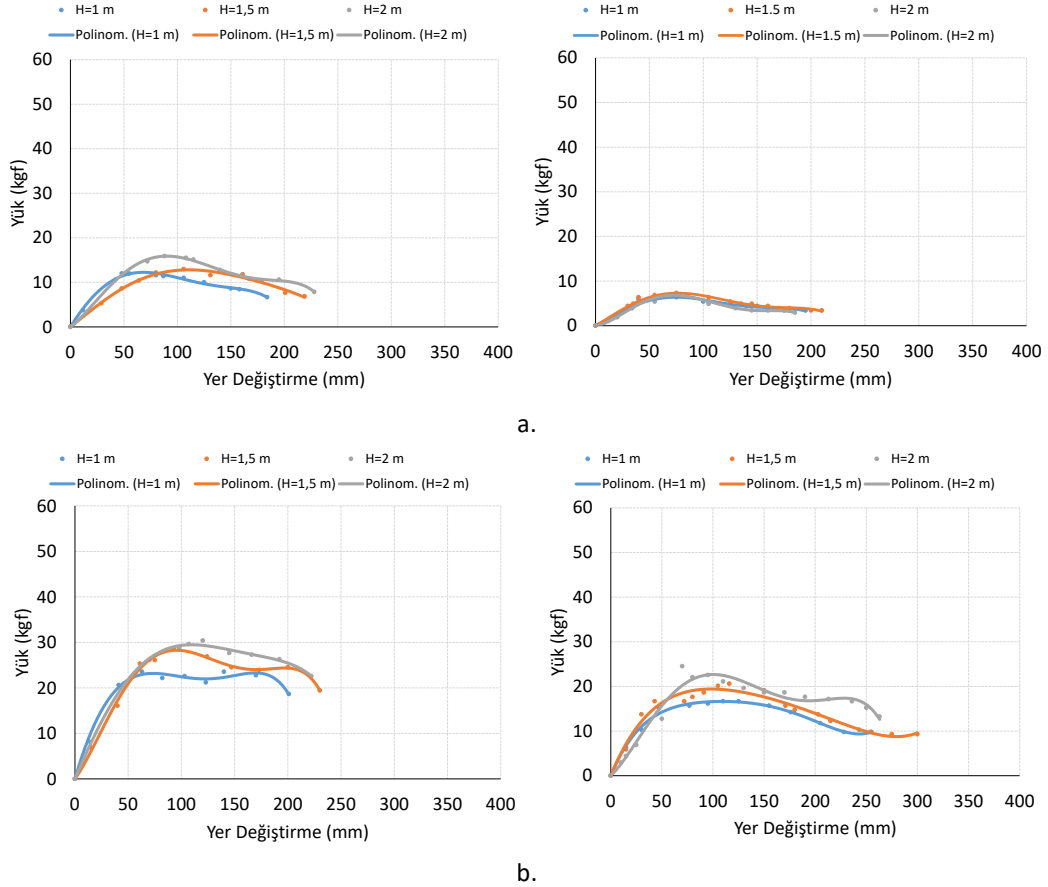 H=1 m H=1,5 m H=2 m
Polinom. (H=1 m) Polinom. (H=1,5 m) Polinom. (H=2 m)
60
50
40
30
20
10
0
Yük (kgf)
0 50 100 150 200 250 300 350 400
Yer Değiştirme (mm)
H=1 m H=1.5 m H=2 m
Polinom. (H=1 m) Polinom. (H=1.5 m) Polinom. (H=2 m)
60
50
40
30
20
10
0
Yük (kgf)
0 50 100 150 200 250 300 350 400
Yer Değiştirme (mm)
a.
H=1 m H=1,5 m H=2 m
Polinom. (H=1 m) Polinom. (H=1,5 m) Polinom. (H=2 m)
60
50
40
30
20
10
0
Yük (kgf)
0 50 100 150 200 250 300 350 400
Yer Değiştirme (mm)
H=1 m H=1,5 m H=2 m
Polinom. (H=1 m) Polinom. (H=1,5 m) Polinom. (H=2 m)
60
50
40
30
20
10
0
Yük (kgf)
0 50 100 150 200 250 300 350 400
Yer Değiştirme (mm)
b.